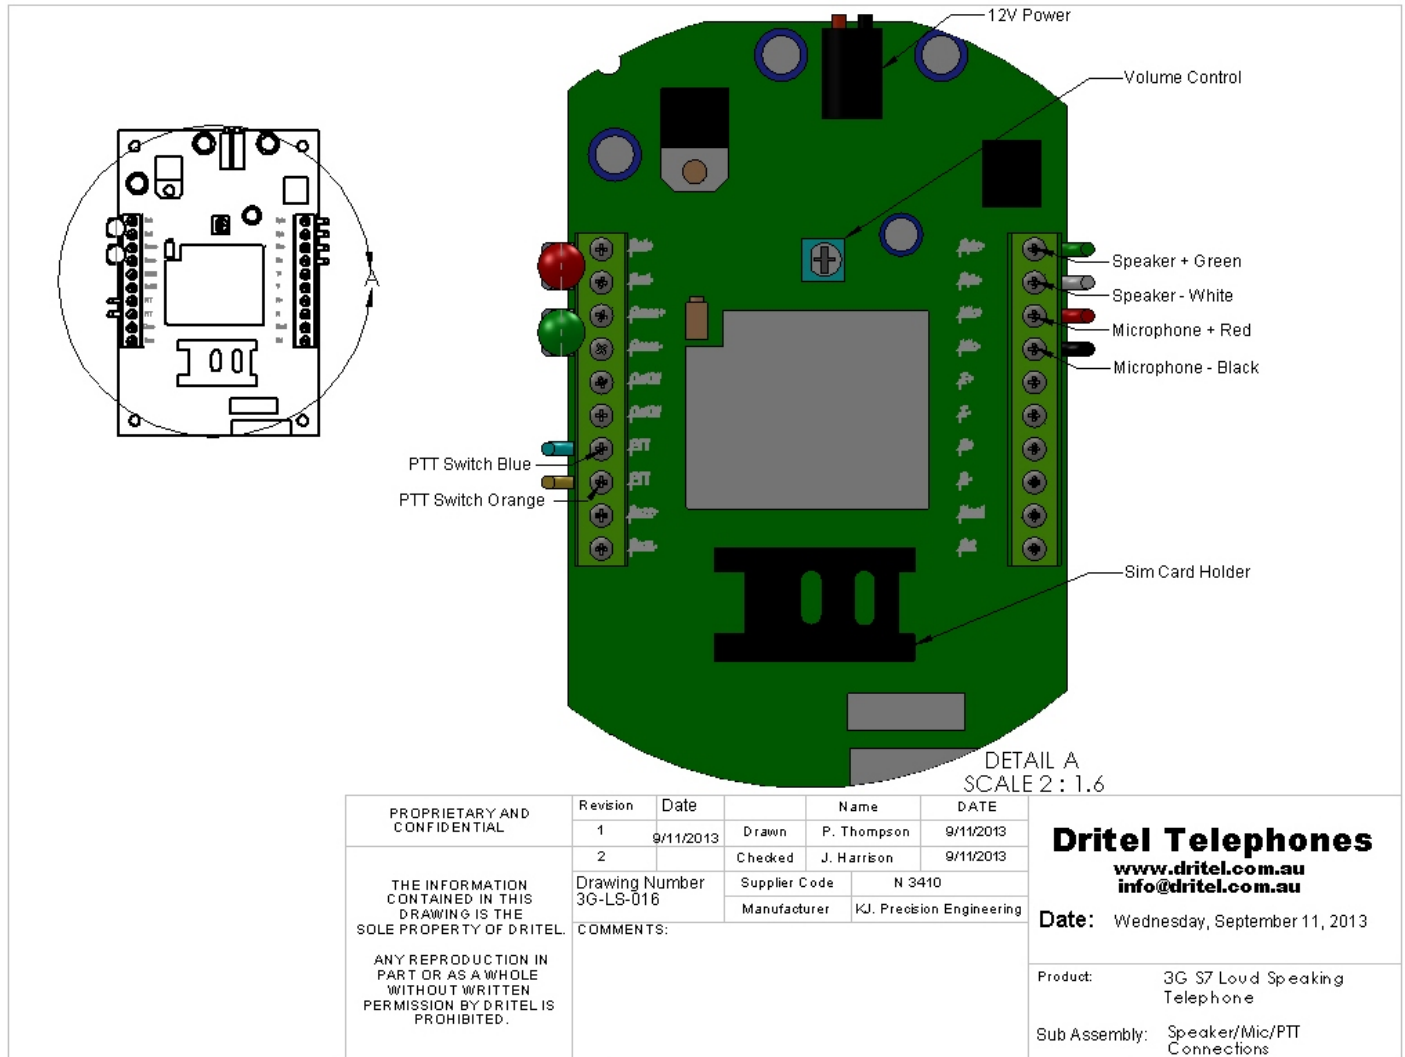 12V Power
Volume Control
Speaker + Green
Speaker - White
Microphone + Red
Microphone - Black
A
PTT Switch Blue
PTT Switch Orange
PTT
PTT
Sim Card Holder
DETAIL A
SCALE 2 : 1.6
PROPRIETARY AND
CONFIDENTIAL
THE INFORMATION
CONTAINED IN THIS
DRAWING IS THE
SOLE PROPERTY OF DRITEL.
ANY REPRODUCTION IN
PART OR AS A WHOLE
WITHOUT WRITTEN
PERMISSION BY DRITEL IS
PROHIBITED.
Revision Date Name DATE
1 9/11/2013 Drawn P. Thompson 9/11/2013
2 Checked J. Harrison 9/11/2013
Drawing Number
3G-LS-016
Supplier Code N 3410
Manufacturer KJ. Precision Engineering
COMMENTS:
Dritel Telephones
www.dritel.com.au
info@dritel.com.au
Date: Wednesday, September 11, 2013
Product: 3G S7 Loud Speaking
Telephone
Sub Assembly: Speaker/Mic/PTT
Connections